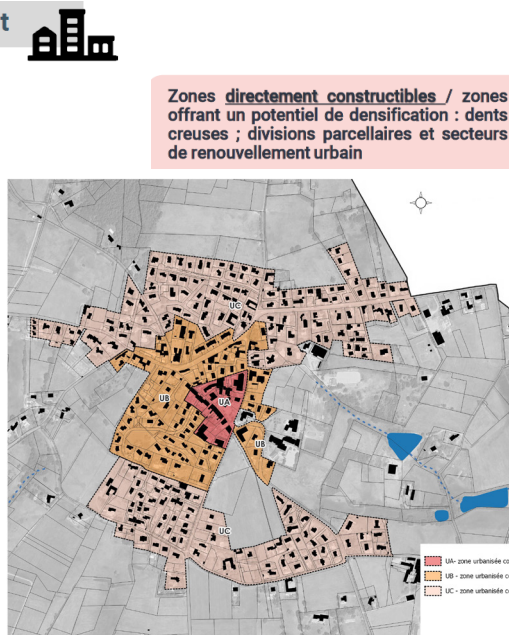 t
Zones directement constructibles / zones
offrant un potentiel de densification : dents
creuses ; divisions parcellaires et secteurs
de renouvellement urbain
UC
UB
UA
UB
UC
UA- zone urbanisée co
UB - zone urbanisée c
UC - zone urbanisée c